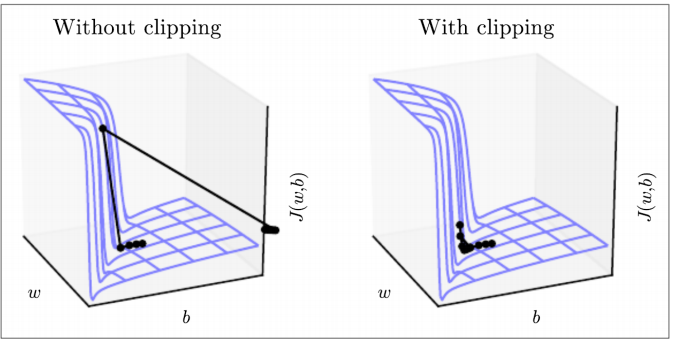 Without clipping
With clipping
J(w,b)
J(w,b)
w
b
w
b